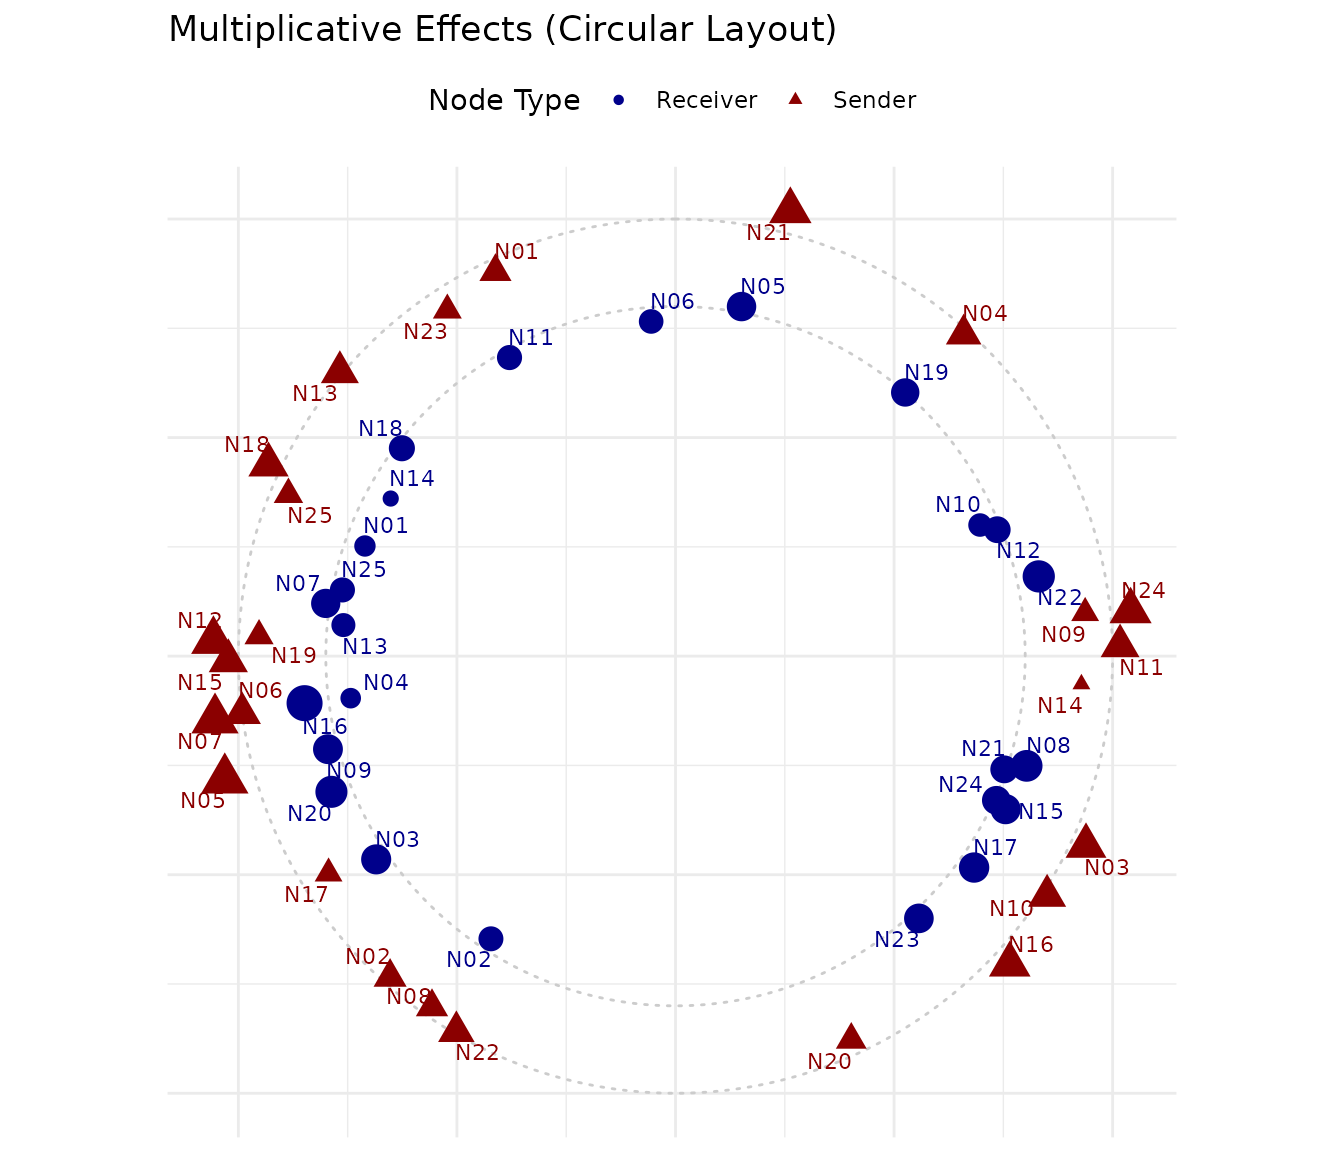 Multiplicative Effects (Circular Layout)
Node Type Receiver Sender
N21
N01
N05
N06
N04
N23
N11
N19
N13
N18
N18
N14
N10
N25
N01
N12
N25
N07
N24
N22
N12
N09
N13
N19
N11
N15
N04
N06
N14
N16
N07
N21
N08
N09
N24
N05
N20
N15
N03
N17
N03
N17
N10
N23
N16
N02
N02
N08
N22
N20